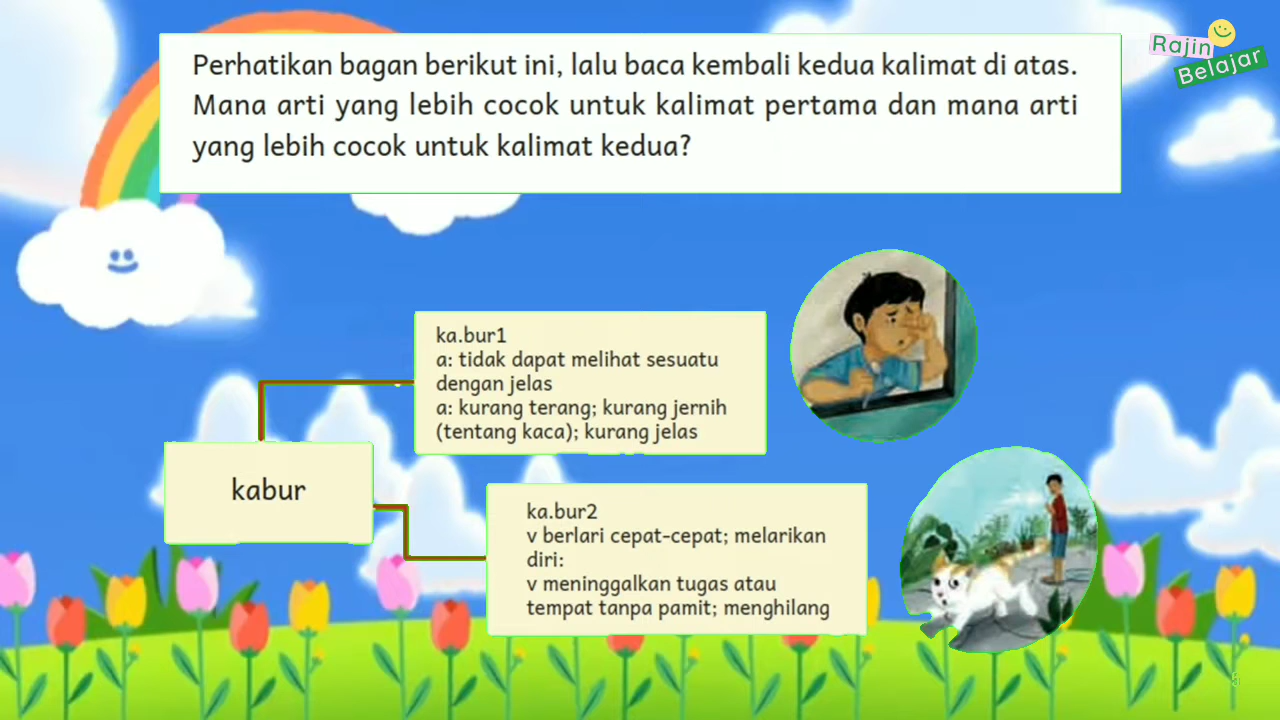 Rajin
Belajar
Perhatikan bagan berikut ini, lalu baca kembali kedua kalimat di atas.
Mana arti yang lebih cocok untuk kalimat pertama dan mana arti
yang lebih cocok untuk kalimat kedua?
ka.bur1
a: tidak dapat melihat sesuatu
dengan jelas
a: kurang terang; kurang jernih
(tentang kaca); kurang jelas
kabur
ka.bur2
v berlari cepat-cepat; melarikan
diri:
v meninggalkan tugas atau
tempat tanpa pamit; menghilang